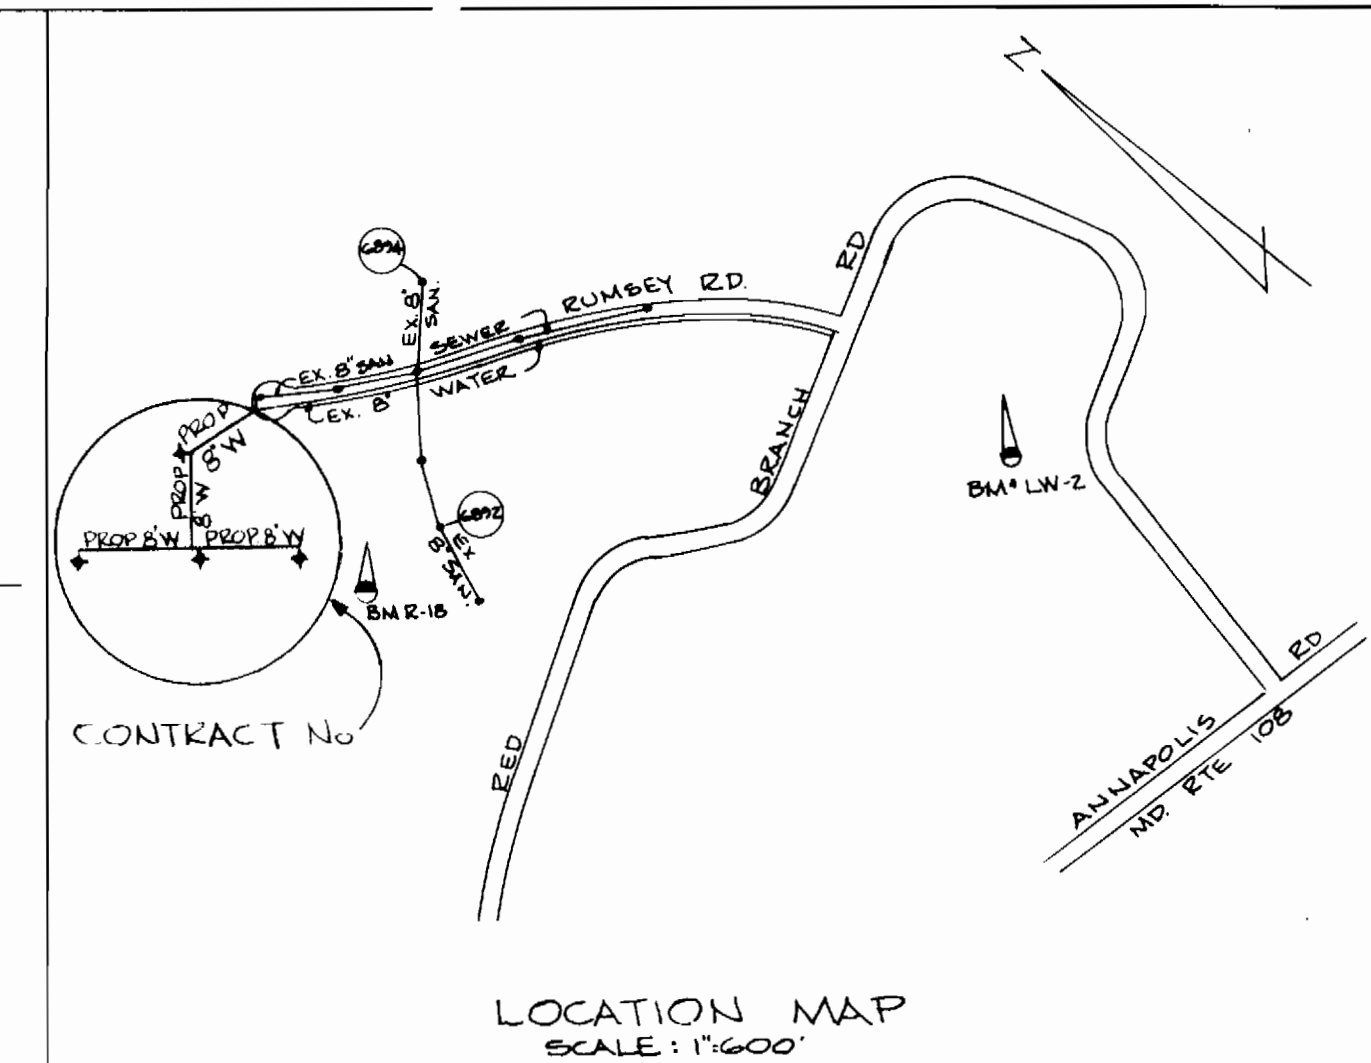 N
6894
EX. 8" SAN.
RUMSEY RD.
SEWER
EX. 8" SAN
WATER
EX. 8"
RD
BRANCH
RED
PROP 8" W
PROP 8" W
PROP. 8" W
PROP. 8" W
6892
EX 8" SAN.
BM R-18
BM# LW-2
CONTRACT No
ANNAPOLIS RD
MD. RTE 108
LOCATION MAP
SCALE: 1"=600'